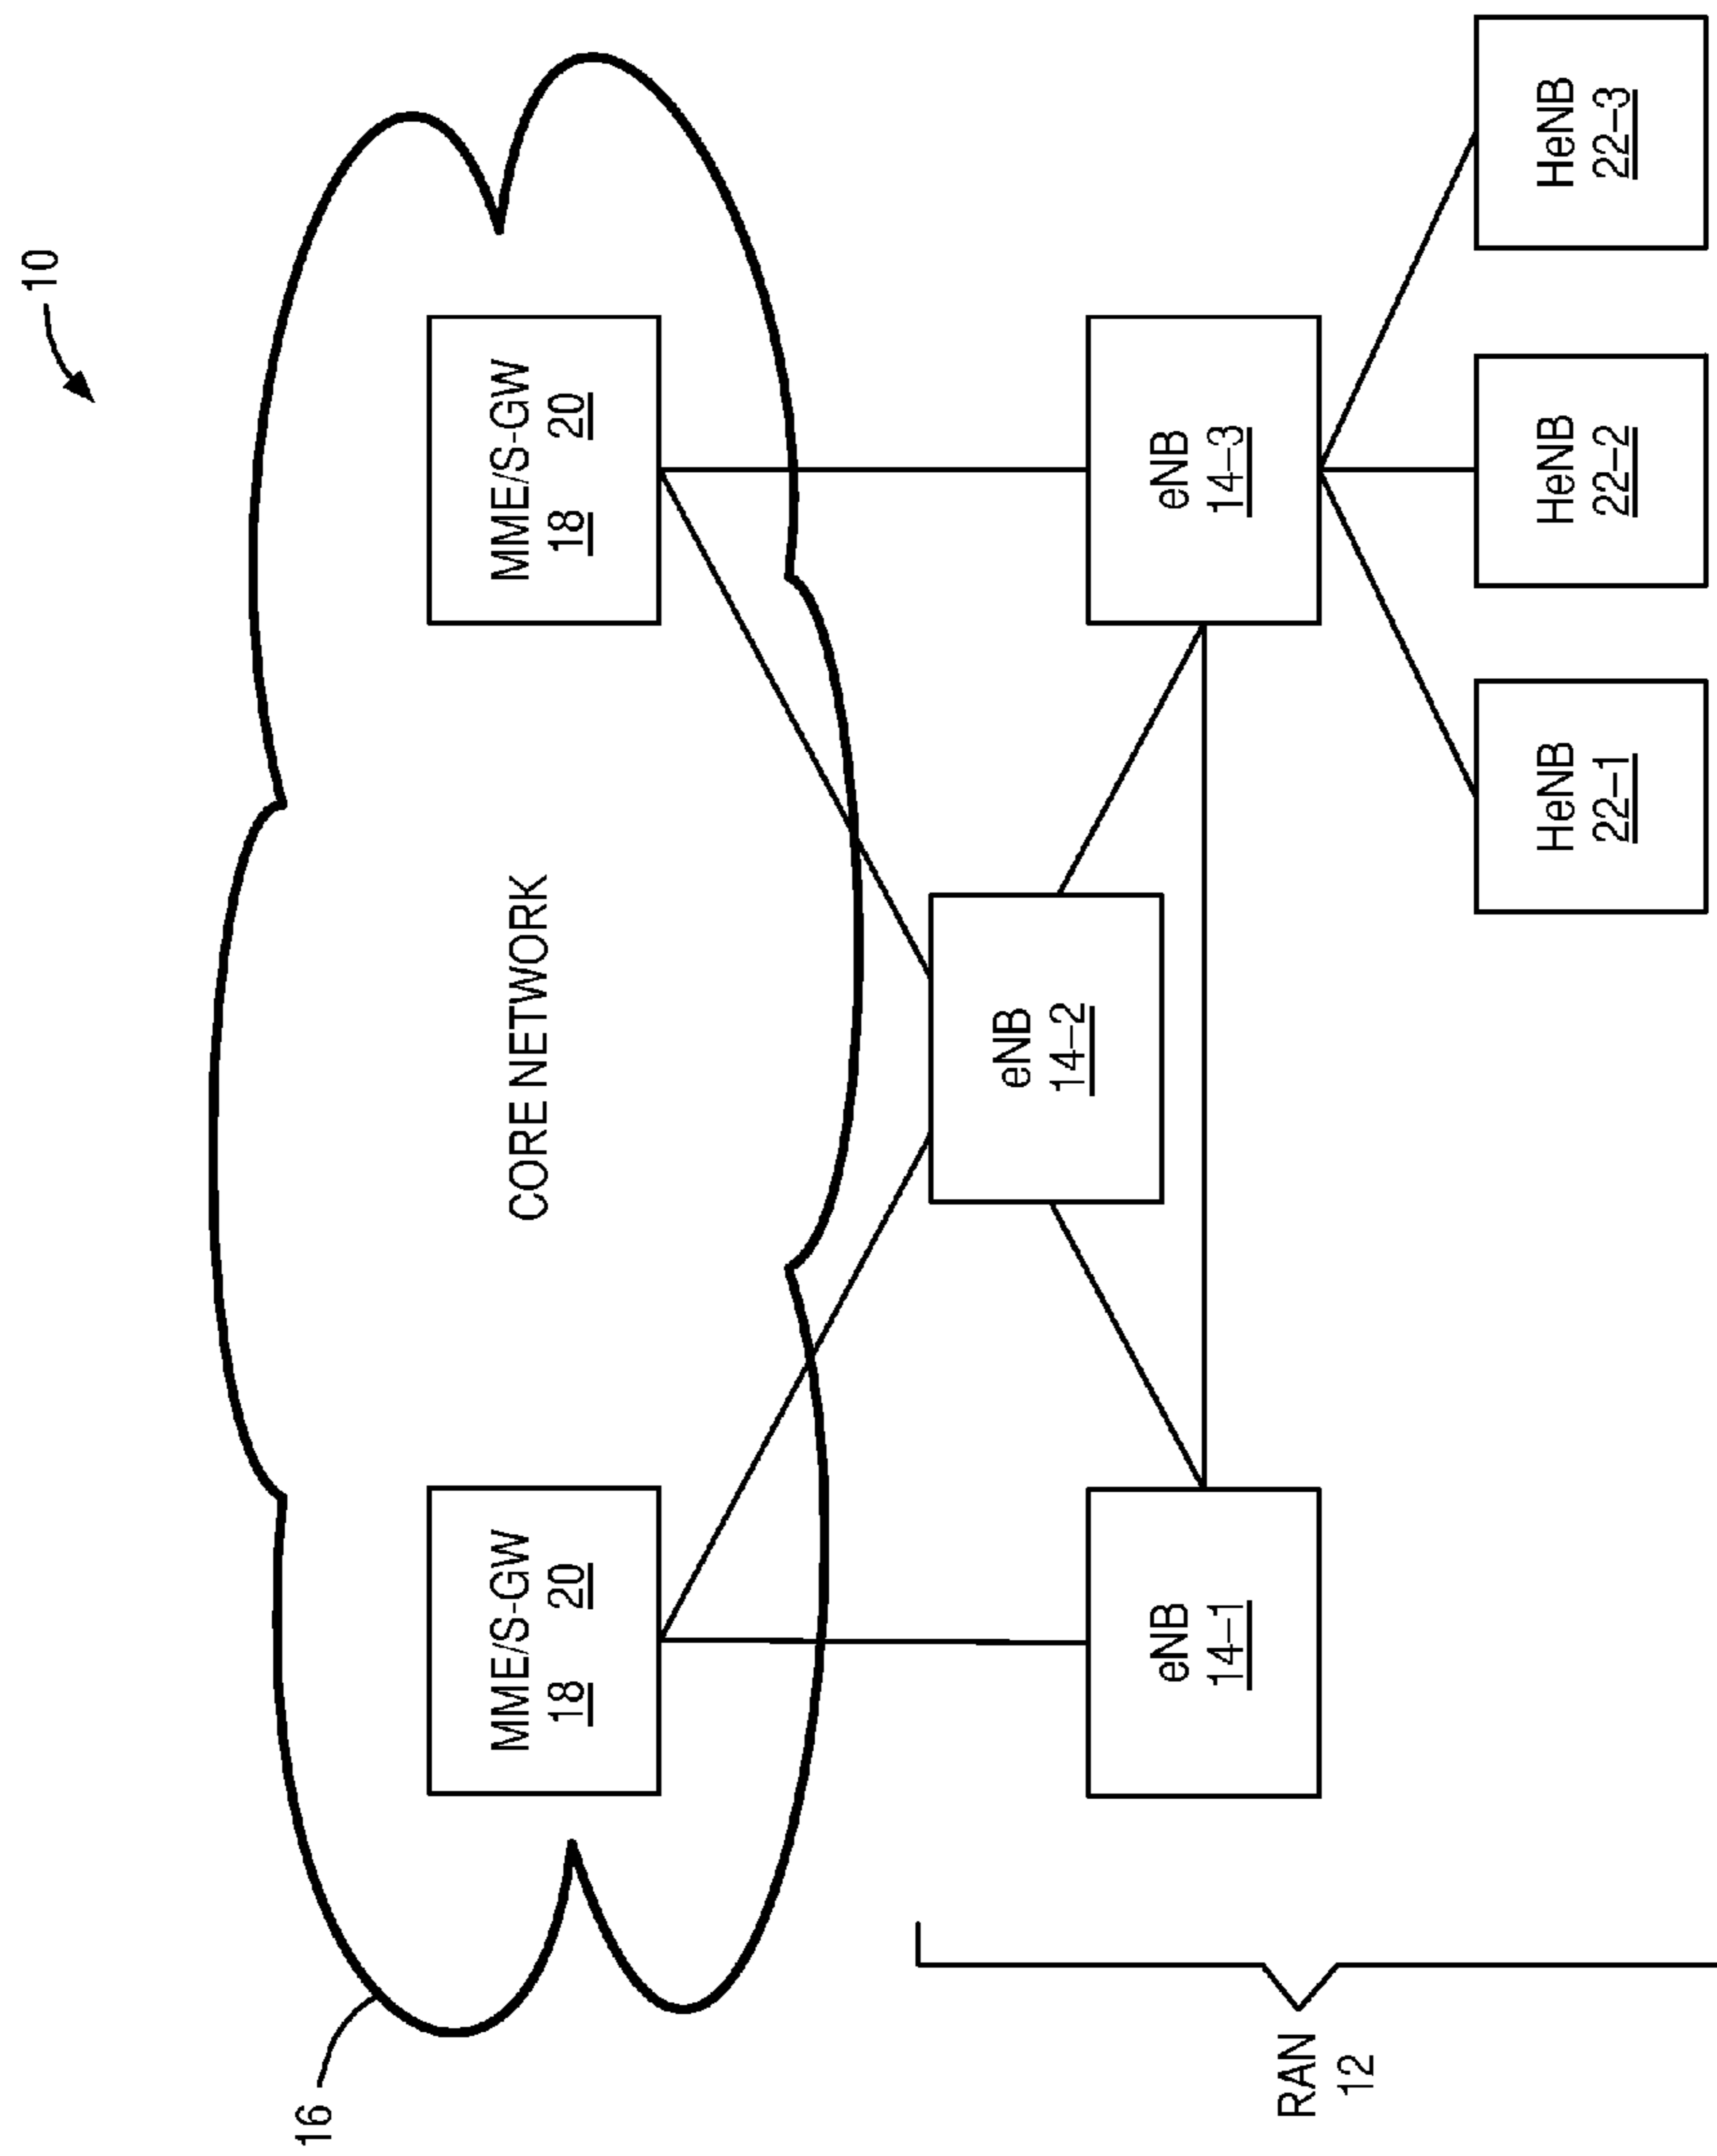 10
16
CORE NETWORK
MME/S-GW
18 20
MME/S-GW
18 20
eNB
14-2
eNB
14-1
eNB
14-3
RAN
12
HeNB
22-1
HeNB
22-2
HeNB
22-3